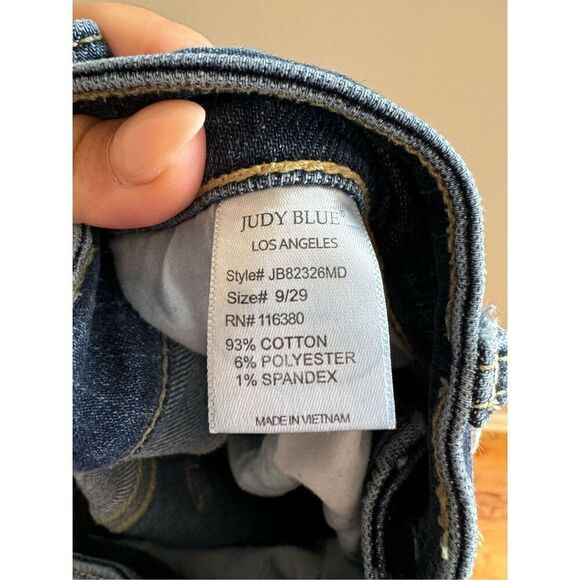 JUDY BLUE®
LOS ANGELES
Style# JB82326MD
Size# 9/29
RN# 116380
93% COTTON
6% POLYESTER
1% SPANDEX
MADE IN VIETNAM